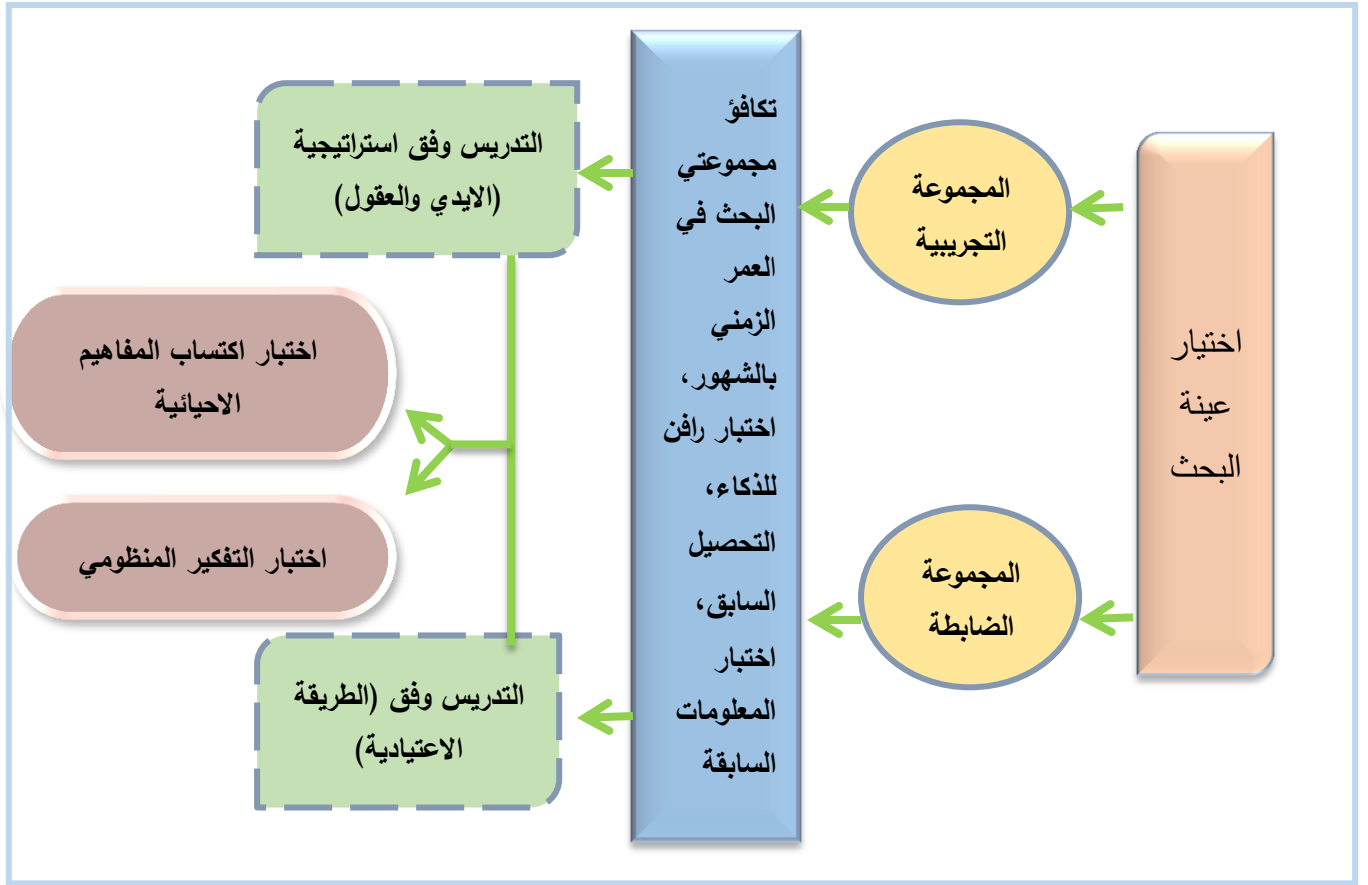 اختيار
عينة
البحث
المجموعة
التجريبية
المجموعة
الضابطة
تكافؤ
مجموعتي
البحث في
العمر
الزمني
بالشهور،
اختبار رافن
للذكاء،
التحصيل
السابق،
اختبار
المعلومات
السابقة
التدريس وفق استراتيجية
(الايدي والعقول)
التدريس وفق (الطريقة
الاعتيادية)
اختبار اكتساب المفاهيم
الاحيائية
اختبار التفكير المنظومي